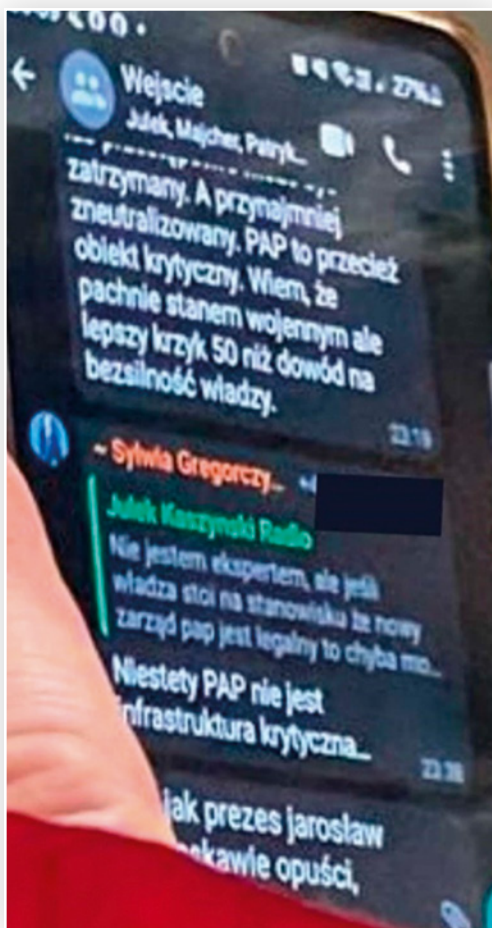 27%
Wejscie
Julek, Majcher, Patryk...
zatrzymany. A przynajmniej
zneutralizowany. PAP to przecież
obiekt krytyczny. Wiem, że
pachnie stanem wojennym ale
lepszy krzyk 50 niż dowód na
bezsilność władzy.
23:19
~ Sylwia Gregorczy...
Julek Kaszynski Radio
Nie jestem ekspertem, ale jeśli
władza stoi na stanowisku że nowy
zarząd pap jest legalny to chyba mo...
Niestety PAP nie jest
infrastruktura krytyczna...
23:38
jak prezes jarosław
opuści,